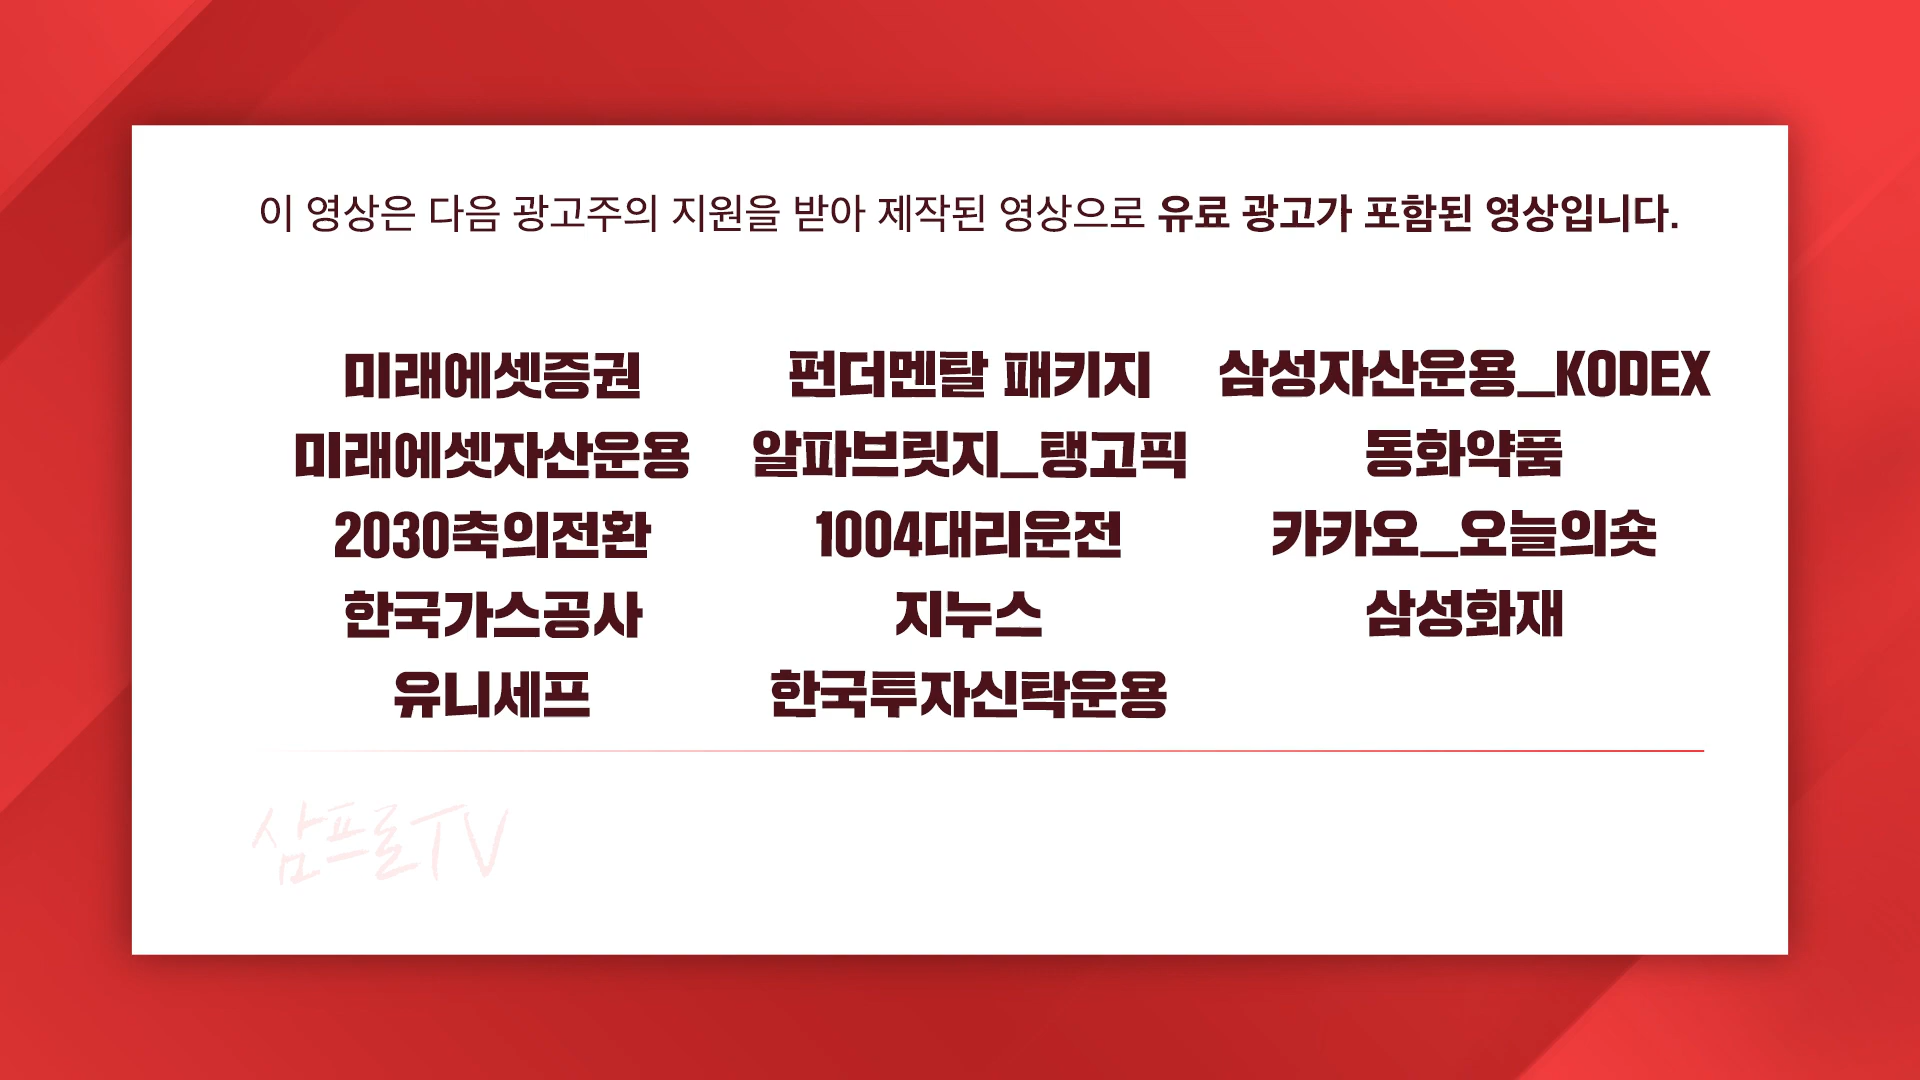 이 영상은 다음 광고주의 지원을 받아 제작된 영상으로 유료 광고가 포함된 영상입니다.
미래에셋증권 펀더멘탈 패키지 삼성자산운용_KODEX
미래에셋자산운용 알파브릿지_탱고픽 동화약품
2030축의전환 1004대리운전 카카오_오늘의숏
한국가스공사 지누스 삼성화재
유니세프 한국투자신탁운용
삼프로TV